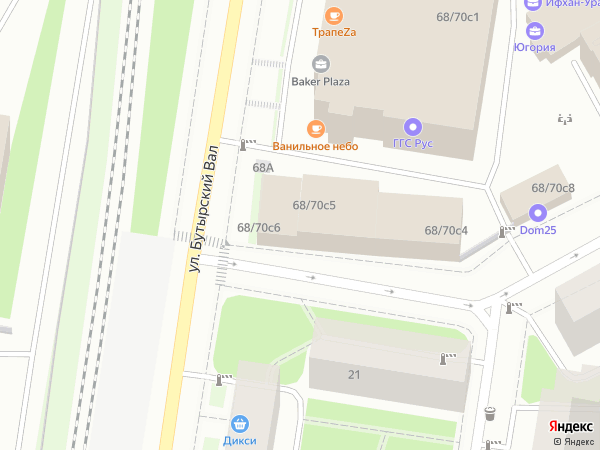 68/70с1
Ифхан-Ура
ТрапеZа
Югория
Baker Plaza
ГГС Рус
Ванильное небо
68А
ул. Бутырский Вал
68/70с8
68/70с5
68/70с6
68/70с4
Dom25
21
Дикси
Яндекс
© Яндекс